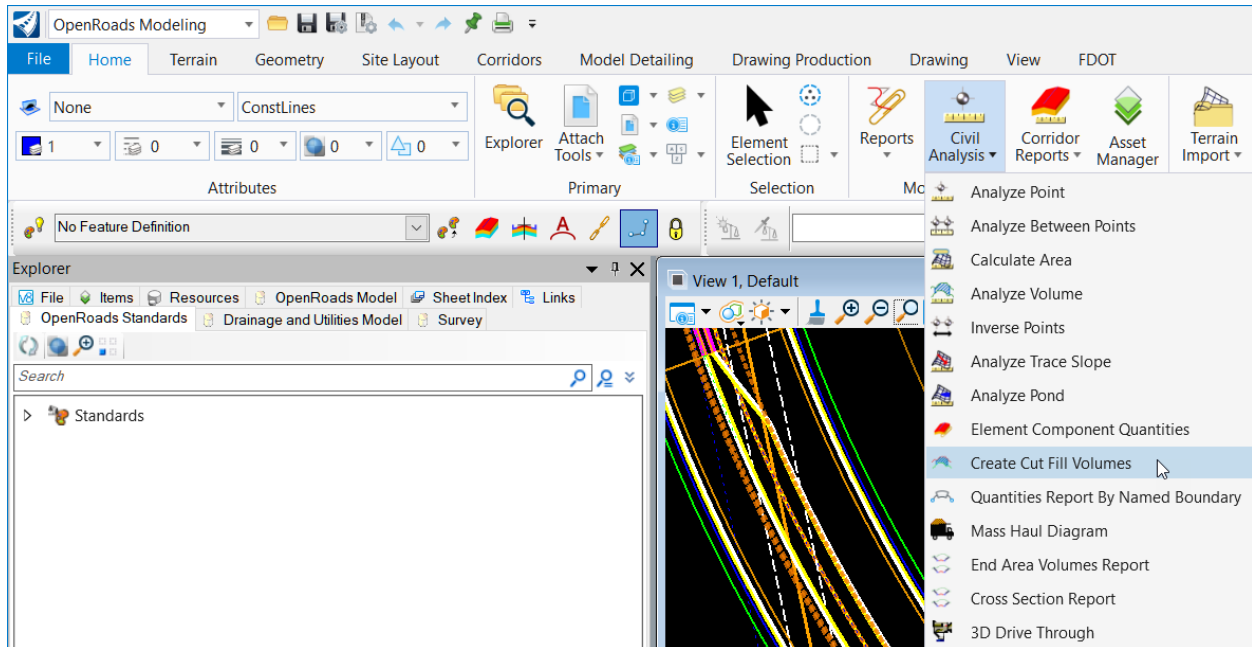 OpenRoads Modeling
File Home Terrain Geometry Site Layout Corridors Model Detailing Drawing Production Drawing View FDOT
None ConstLines
1 0 0 0 0
Attributes
Explorer
Attach
Tools
Primary
Element
Selection
Selection
Reports
Mo
Civil
Analysis
Corridor
Reports
Asset
Manager
Terrain
Import
No Feature Definition
Explorer
File Items Resources OpenRoads Model Sheet Index Links
OpenRoads Standards Drainage and Utilities Model Survey
Search
Standards
View 1, Default
Analyze Point
Analyze Between Points
Calculate Area
Analyze Volume
Inverse Points
Analyze Trace Slope
Analyze Pond
Element Component Quantities
Create Cut Fill Volumes
Quantities Report By Named Boundary
Mass Haul Diagram
End Area Volumes Report
Cross Section Report
3D Drive Through